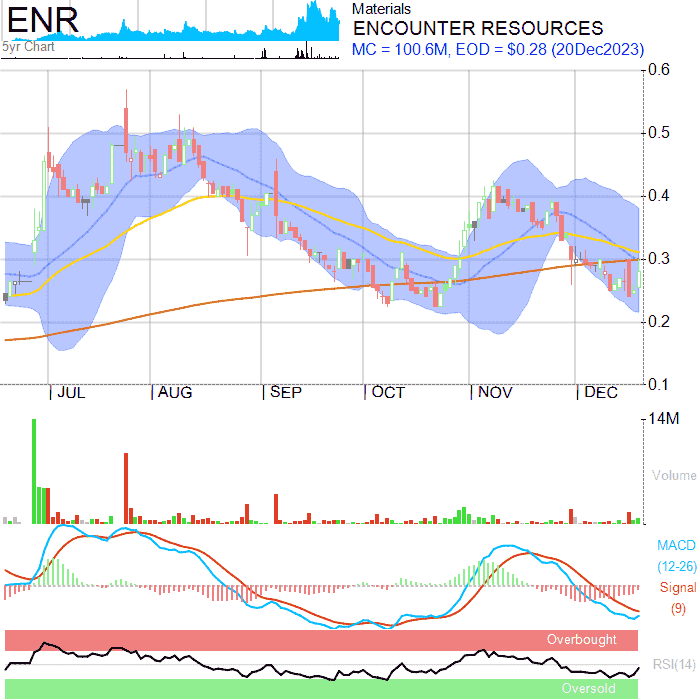 ENR
5yr Chart
Materials
ENCOUNTER RESOURCES
MC = 100.6M, EOD = $0.28 (20Dec2023)
0.6
0.5
0.4
0.3
0.2
0.1
JUL
AUG
SEP
OCT
NOV
DEC
14M
Volume
MACD
(12-26)
Signal
(9)
Overbought
RSI(14)
Oversold